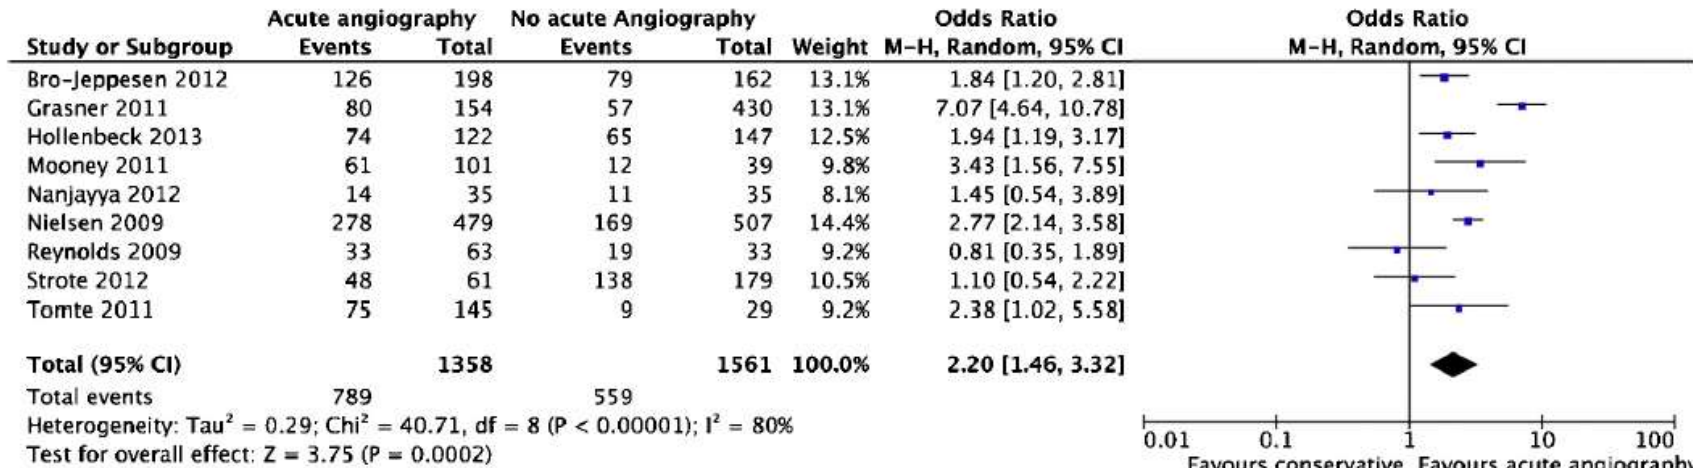 Acute angiography No acute Angiography Odds Ratio Odds Ratio
Study or Subgroup Events Total Events Total Weight M-H, Random, 95% CI M-H, Random, 95% CI
Bro-Jeppesen 2012 126 198 79 162 13.1% 1.84 [1.20, 2.81]
Grasner 2011 80 154 57 430 13.1% 7.07 [4.64, 10.78]
Hollenbeck 2013 74 122 65 147 12.5% 1.94 [1.19, 3.17]
Mooney 2011 61 101 12 39 9.8% 3.43 [1.56, 7.55]
Nanjayya 2012 14 35 11 35 8.1% 1.45 [0.54, 3.89]
Nielsen 2009 278 479 169 507 14.4% 2.77 [2.14, 3.58]
Reynolds 2009 33 63 19 33 9.2% 0.81 [0.35, 1.89]
Strote 2012 48 61 138 179 10.5% 1.10 [0.54, 2.22]
Tomte 2011 75 145 9 29 9.2% 2.38 [1.02, 5.58]
Total (95% CI) 1358 1561 100.0% 2.20 [1.46, 3.32]
Total events 789 559
Heterogeneity: Tau² = 0.29; Chi² = 40.71, df = 8 (P < 0.00001); I² = 80%
Test for overall effect: Z = 3.75 (P = 0.0002)
0.01 0.1 1 10 100
Favours conservative Favours acute angiography